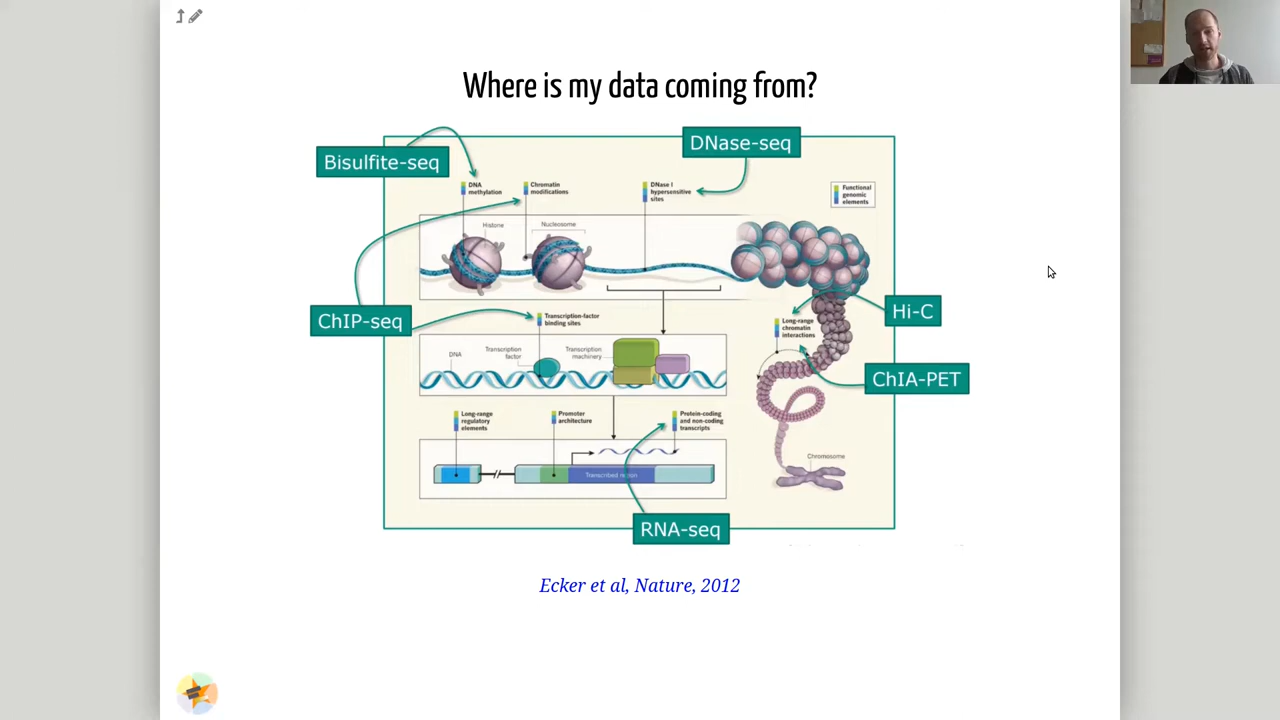 Where is my data coming from?
Bisulfite-seq
DNase-seq
DNA
methylation
Chromatin
modifications
DNase I
hypersensitive
sites
Functional
genomic
elements
Histone
Nucleosome
ChIP-seq
Transcription-factor
binding sites
Long-range
chromatin
interactions
Hi-C
DNA
Transcription
factor
Transcription
machinery
ChIA-PET
Long-range
regulatory
elements
Promoter
architecture
Protein-coding
and non-coding
transcripts
Chromosome
Transcribed region
RNA-seq
Ecker et al, Nature, 2012